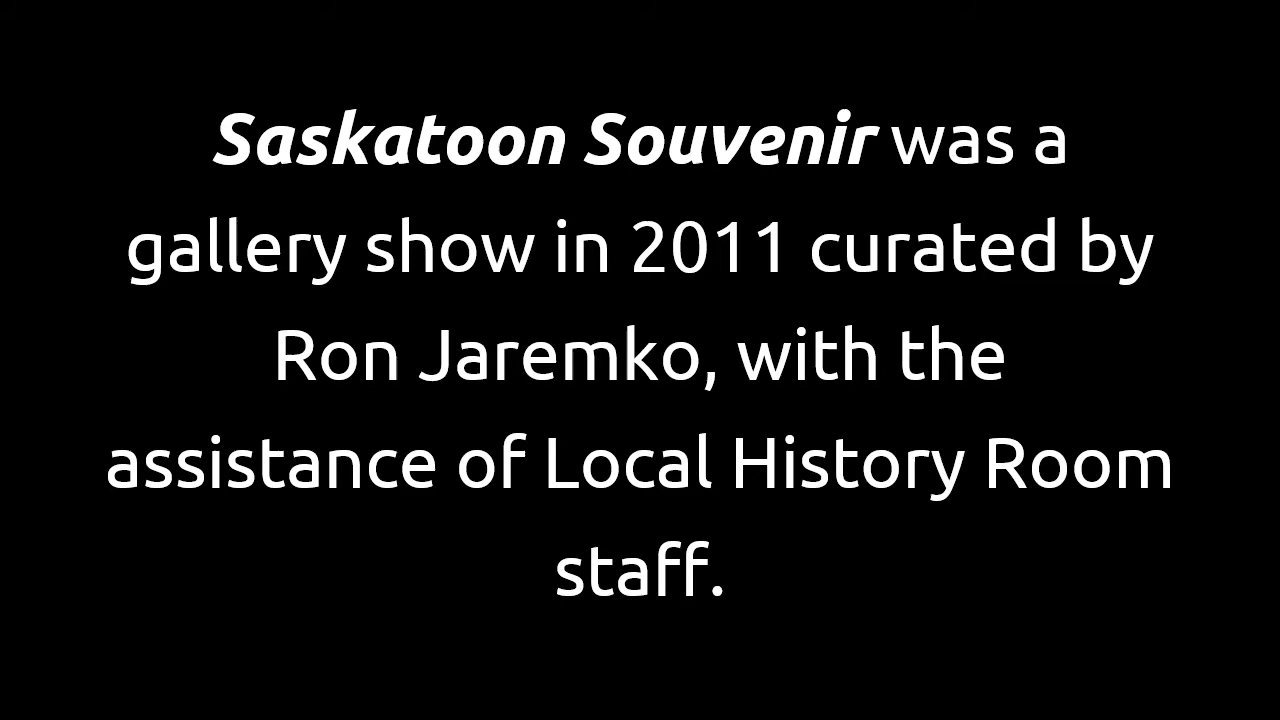 Saskatoon Souvenir was a
gallery show in 2011 curated by
Ron Jaremko, with the
assistance of Local History Room
staff.